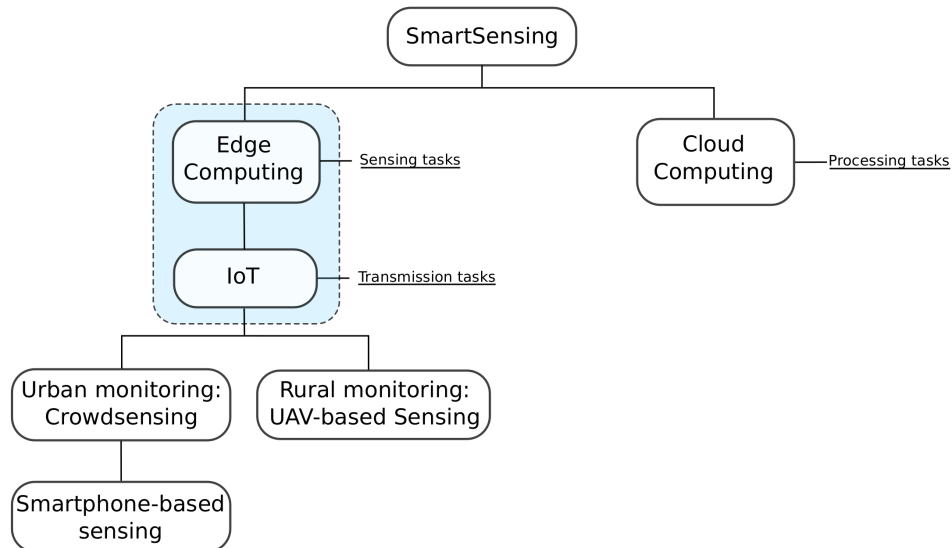 SmartSensing
Edge
Computing
Sensing tasks
Cloud
Computing
Processing tasks
IoT
Transmission tasks
Urban monitoring:
Crowdsensing
Rural monitoring:
UAV-based Sensing
Smartphone-based
sensing